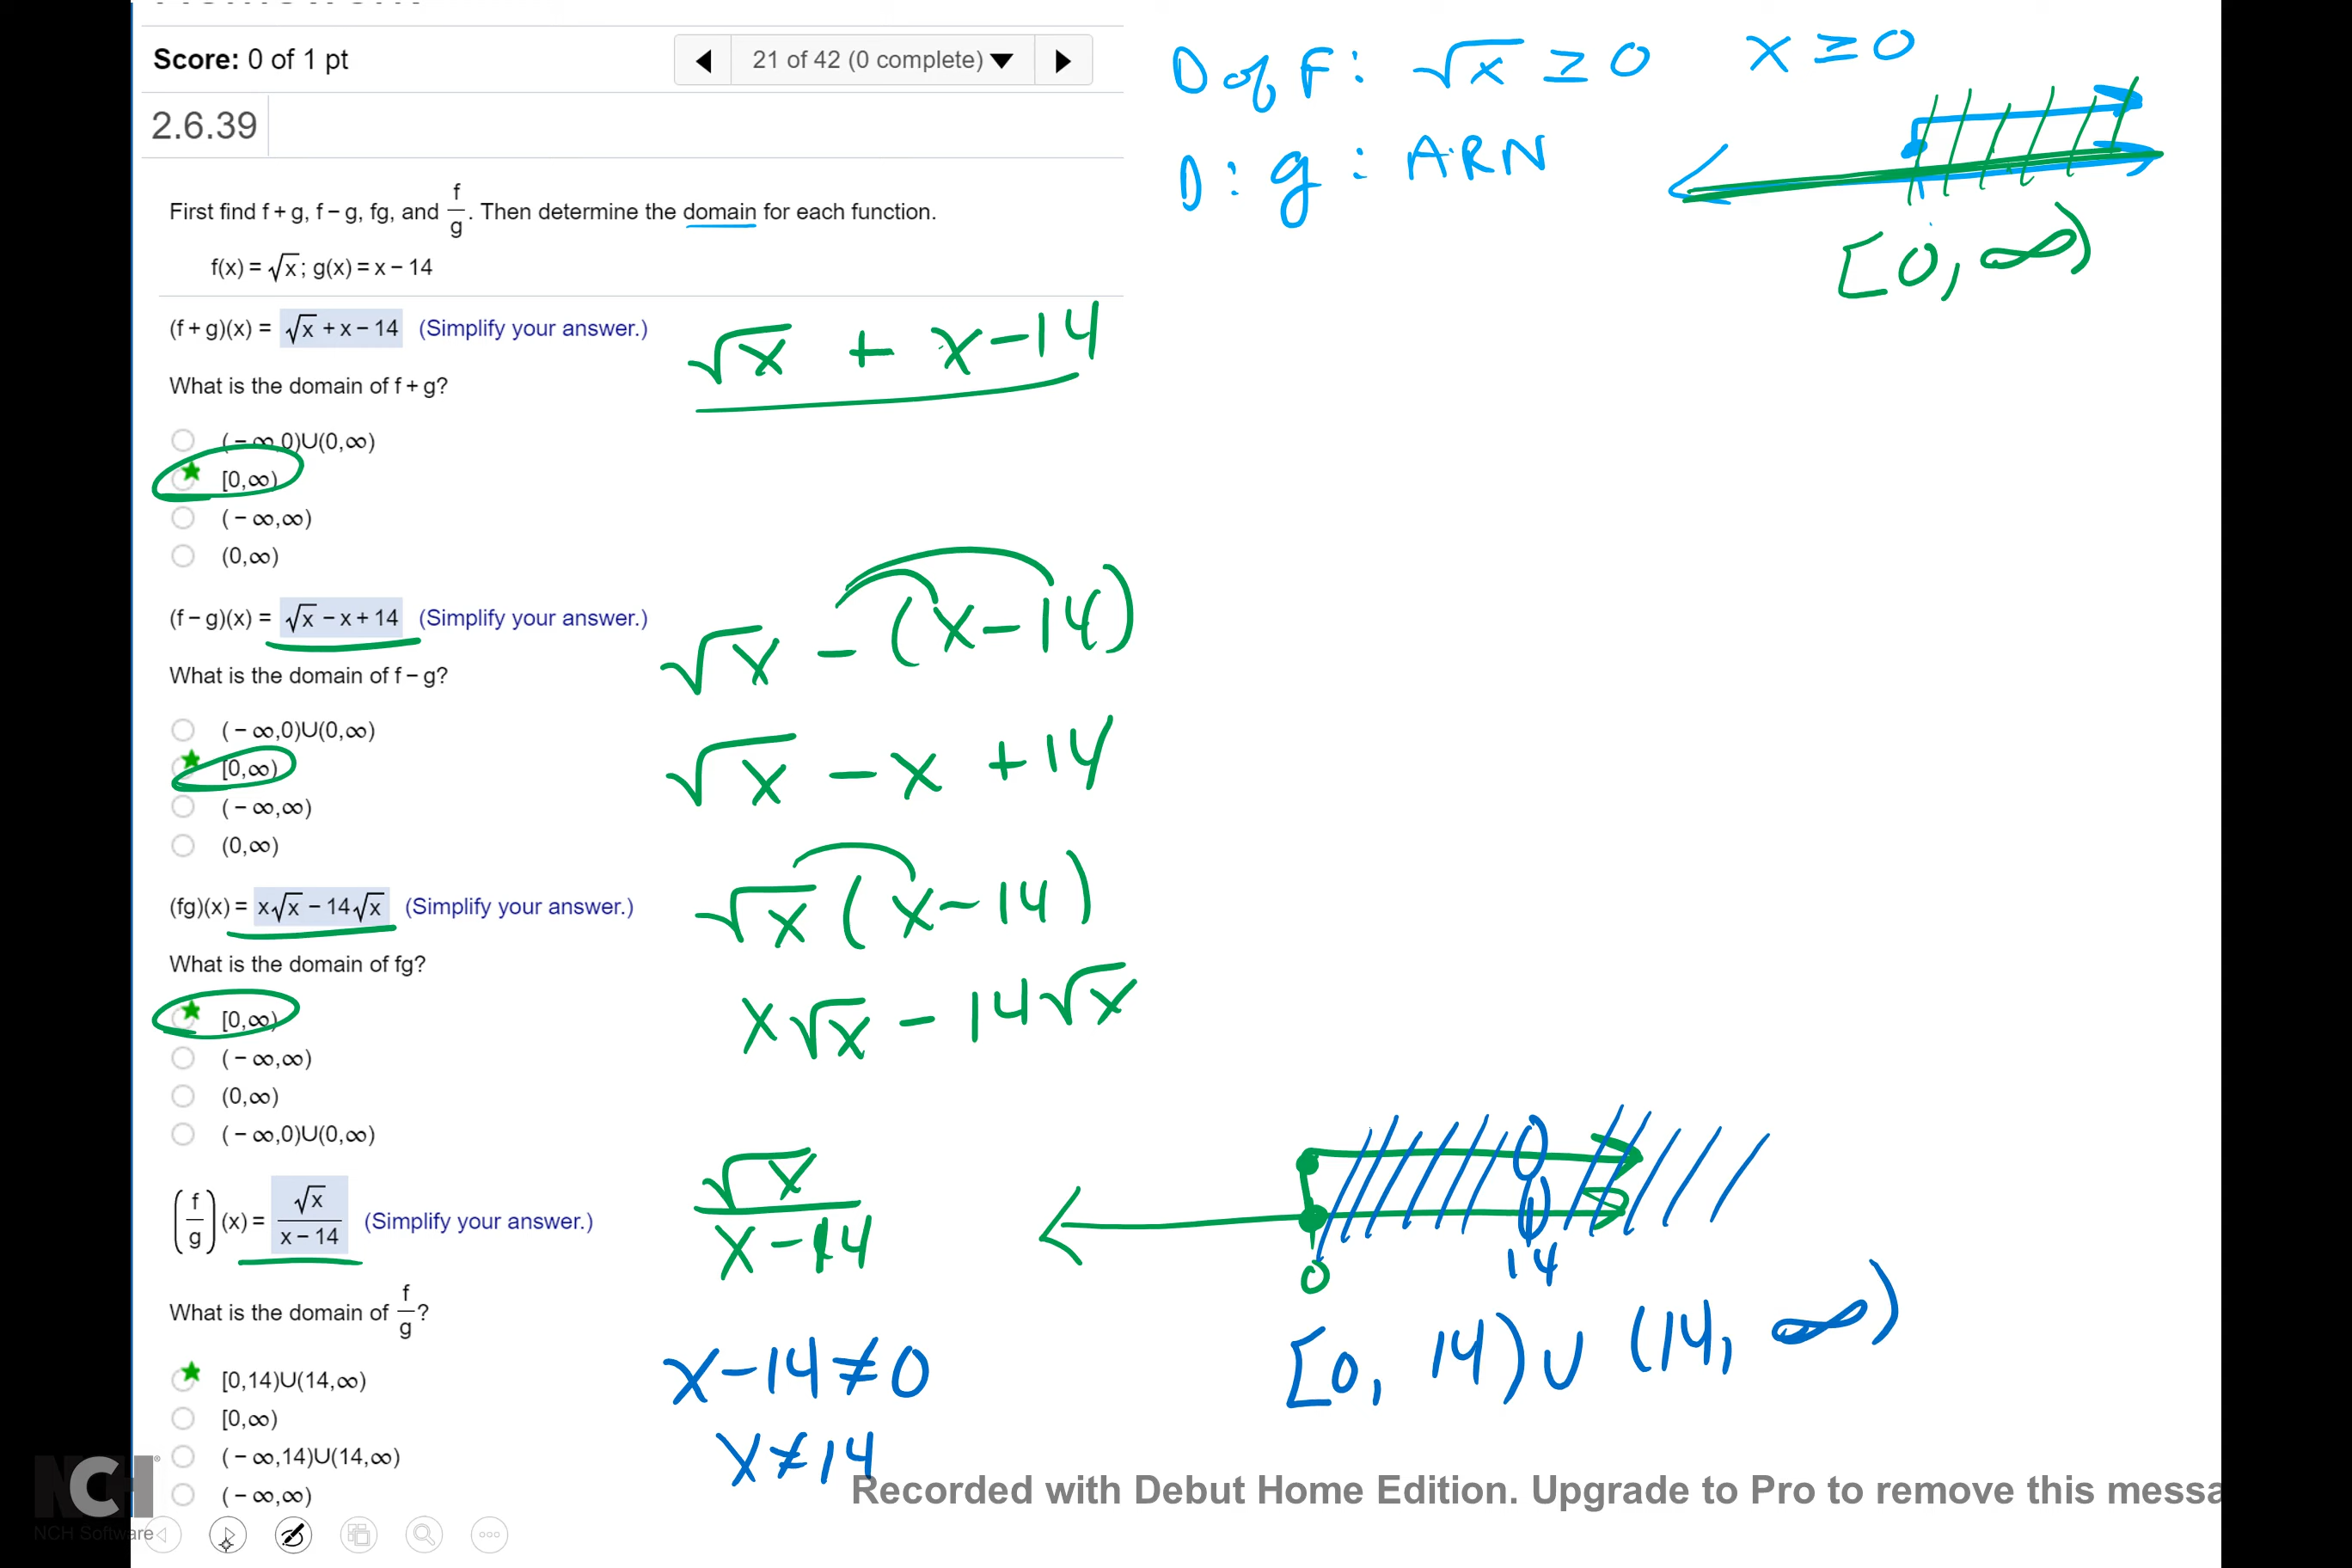 Score: 0 of 1 pt
21 of 42 (0 complete)
2.6.39
First find f + g, f − g, fg, and f/g. Then determine the domain for each function.
f(x) = √x; g(x) = x − 14
D of F: √x ≥ 0 x ≥ 0
D: g: ARN
[0, ∞)
(f + g)(x) = √x + x − 14 (Simplify your answer.)
√x + x − 14
What is the domain of f + g?
(− ∞,0)∪(0,∞)
[0,∞)
(− ∞,∞)
(0,∞)
(f − g)(x) = √x − x + 14 (Simplify your answer.)
√x − (x − 14)
What is the domain of f − g?
(− ∞,0)∪(0,∞)
[0,∞)
√x − x + 14
(− ∞,∞)
(0,∞)
(fg)(x) = x√x − 14√x (Simplify your answer.)
√x (x − 14)
What is the domain of fg?
[0,∞)
x√x − 14√x
(− ∞,∞)
(0,∞)
(− ∞,0)∪(0,∞)
(f/g)(x) = √x/(x − 14) (Simplify your answer.)
√x/(x − 14)
0 14
What is the domain of f/g?
[0,14)∪(14,∞)
[0,∞)
(− ∞,14)∪(14,∞)
(− ∞,∞)
x − 14 ≠ 0
x ≠ 14
[0, 14) ∪ (14, ∞)
Recorded with Debut Home Edition. Upgrade to Pro to remove this messa
NCH
NCH Software